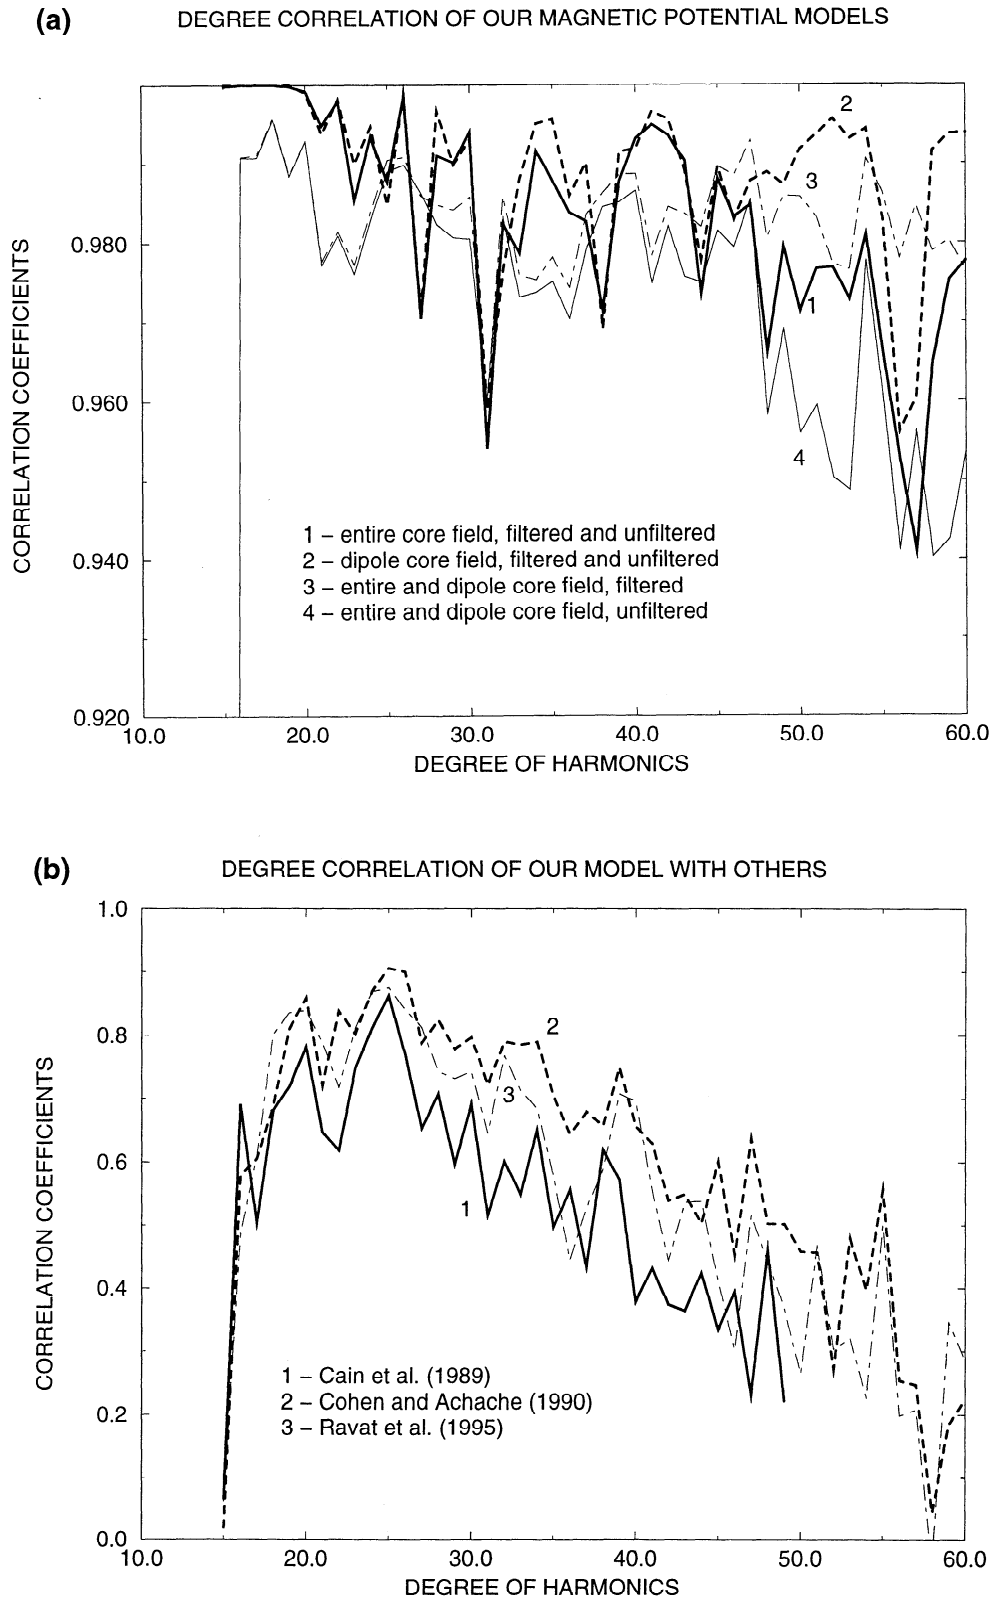 (a)
DEGREE CORRELATION OF OUR MAGNETIC POTENTIAL MODELS
CORRELATION COEFFICIENTS
0.980
0.960
0.940
0.920
2
3
1
4
1 – entire core field, filtered and unfiltered
2 – dipole core field, filtered and unfiltered
3 – entire and dipole core field, filtered
4 – entire and dipole core field, unfiltered
10.0 20.0 30.0 40.0 50.0 60.0
DEGREE OF HARMONICS
(b)
DEGREE CORRELATION OF OUR MODEL WITH OTHERS
CORRELATION COEFFICIENTS
1.0
0.8
0.6
0.4
0.2
0.0
2
3
1
1 – Cain et al. (1989)
2 – Cohen and Achache (1990)
3 – Ravat et al. (1995)
10.0 20.0 30.0 40.0 50.0 60.0
DEGREE OF HARMONICS